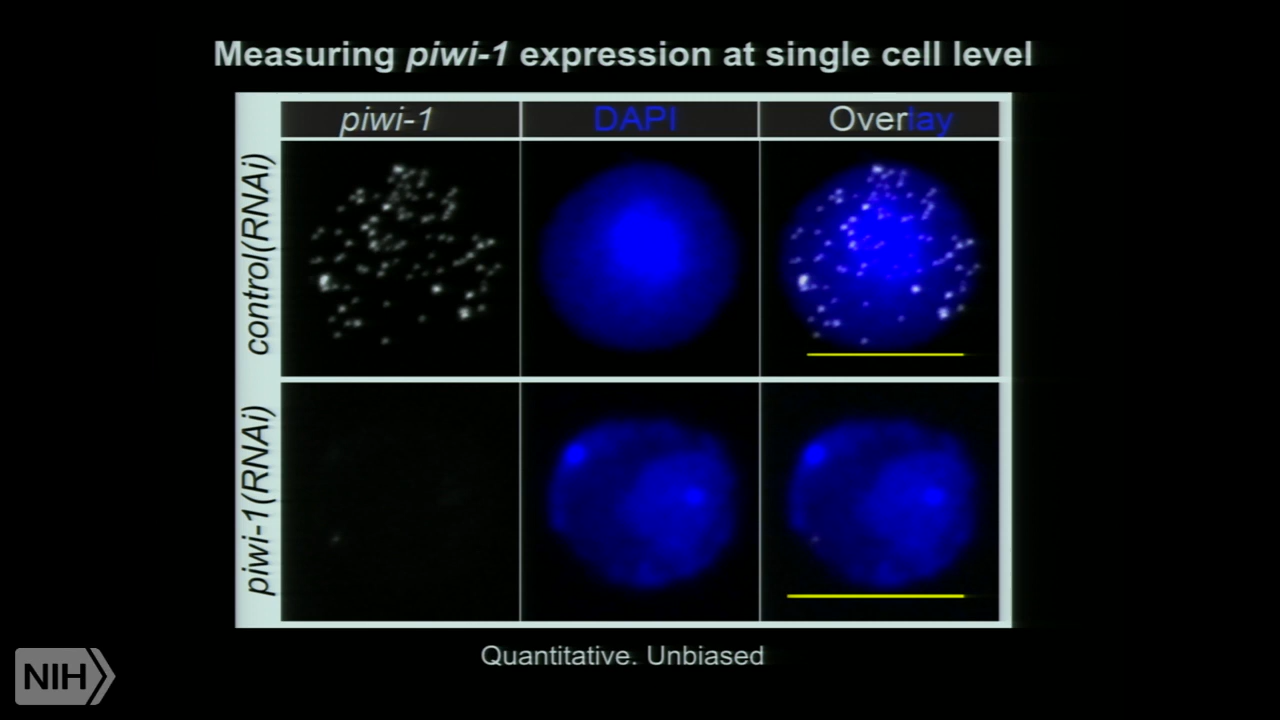 Measuring piwi-1 expression at single cell level
piwi-1 DAPI Overlay
control(RNAi)
piwi-1(RNAi)
Quantitative. Unbiased
NIH